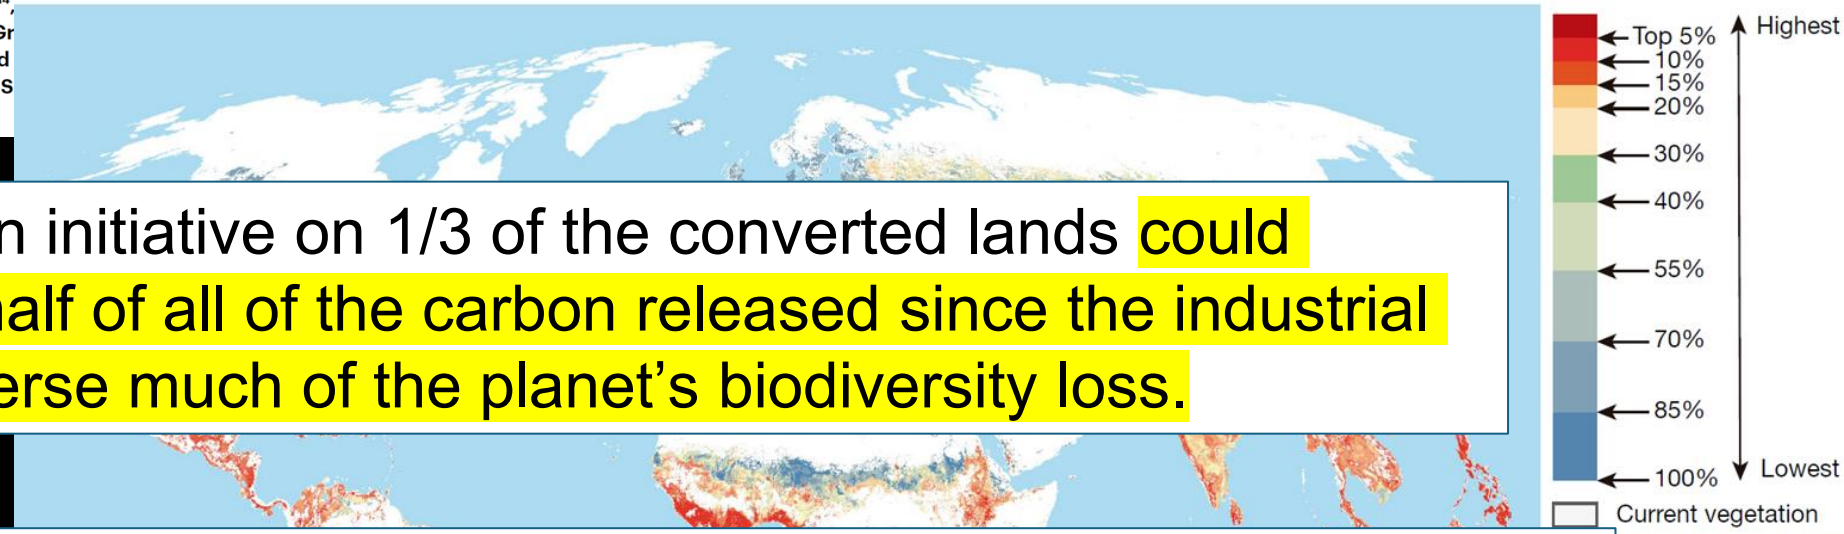 Highest
Top 5%
10%
15%
20%
30%
40%
55%
70%
85%
100%
Lowest
Current vegetation
n initiative on 1/3 of the converted lands could
half of all of the carbon released since the industrial
erse much of the planet’s biodiversity loss.